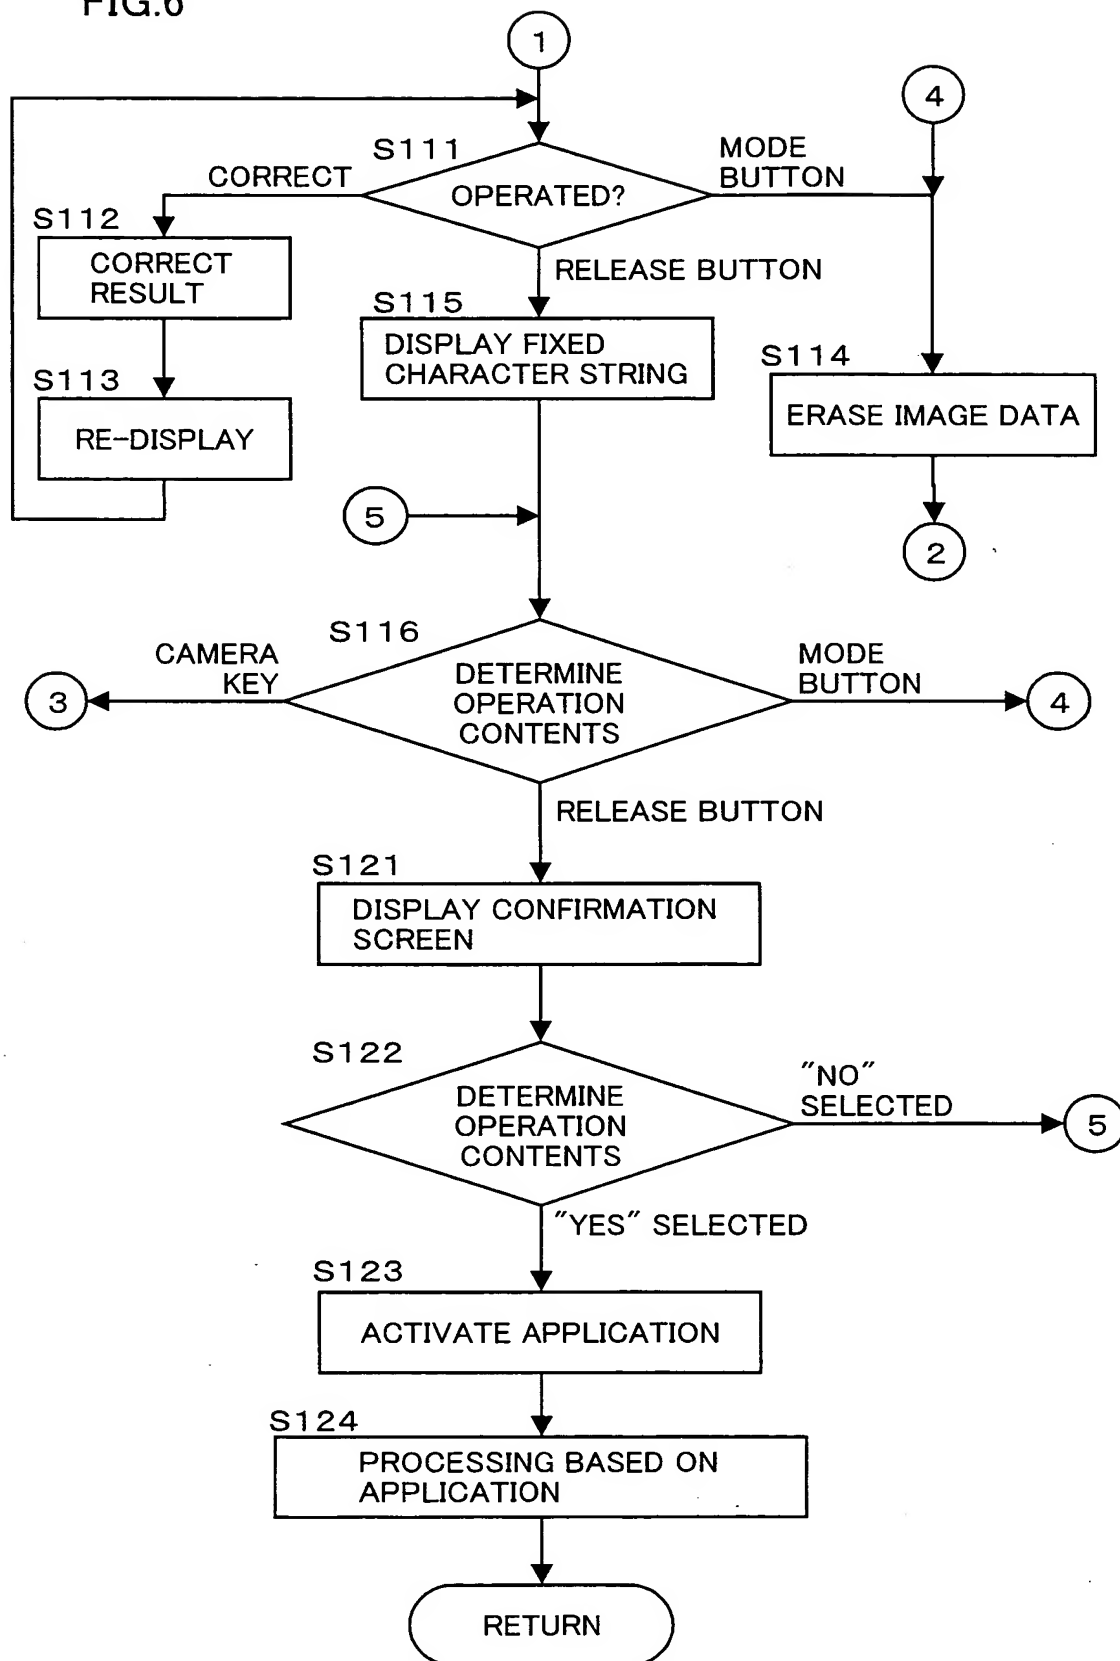 FIG.6
1
4
S111
CORRECT
OPERATED?
MODE
BUTTON
S112
CORRECT
RESULT
RELEASE BUTTON
S115
DISPLAY FIXED
CHARACTER STRING
S113
RE-DISPLAY
S114
ERASE IMAGE DATA
5
2
S116
CAMERA
KEY
DETERMINE
OPERATION
CONTENTS
MODE
BUTTON
3
4
RELEASE BUTTON
S121
DISPLAY CONFIRMATION
SCREEN
S122
DETERMINE
OPERATION
CONTENTS
"NO"
SELECTED
5
"YES" SELECTED
S123
ACTIVATE APPLICATION
S124
PROCESSING BASED ON
APPLICATION
RETURN